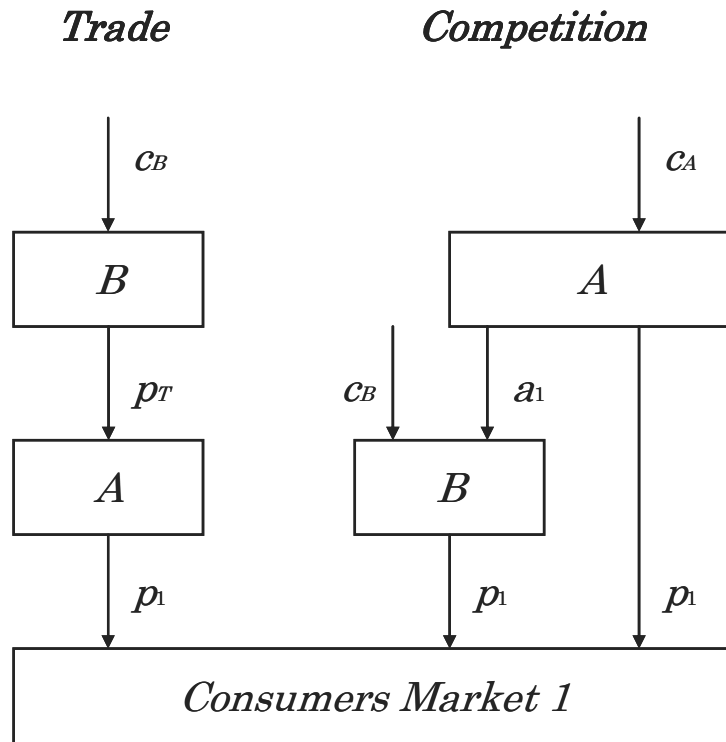 Trade Competition
cB cA
B A
pT cB a1
A B
p1 p1 p1
Consumers Market 1